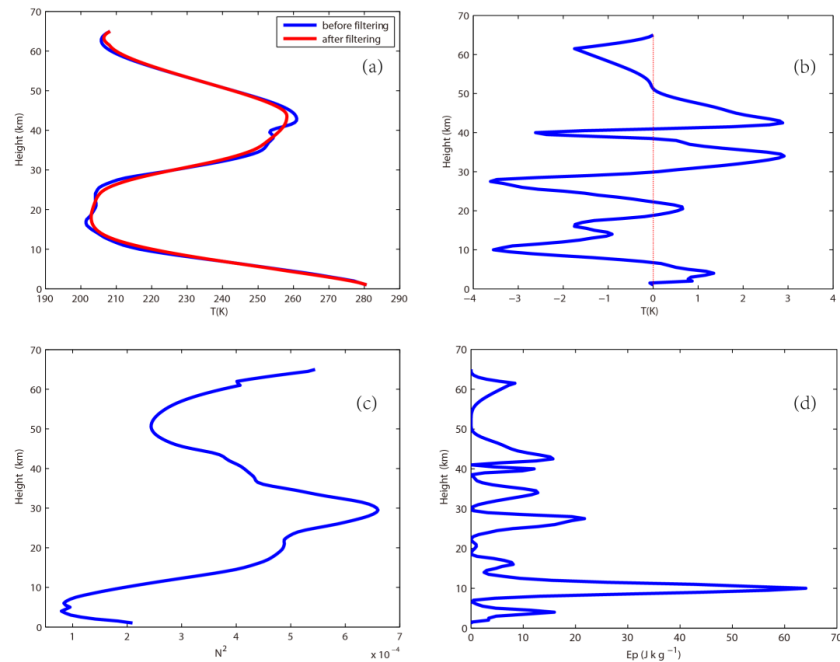 before filtering
after filtering
(a)
70
60
50
40
30
20
10
0
Height (km)
190 200 210 220 230 240 250 260 270 280 290
T(K)
(b)
70
60
50
40
30
20
10
0
Height (km)
−4 −3 −2 −1 0 1 2 3 4
T(K)
(c)
70
60
50
40
30
20
10
0
Height (km)
1 2 3 4 5 6 7
N² x 10⁻⁴
(d)
70
60
50
40
30
20
10
0
Height (km)
0 10 20 30 40 50 60 70
Ep (J kg⁻¹)